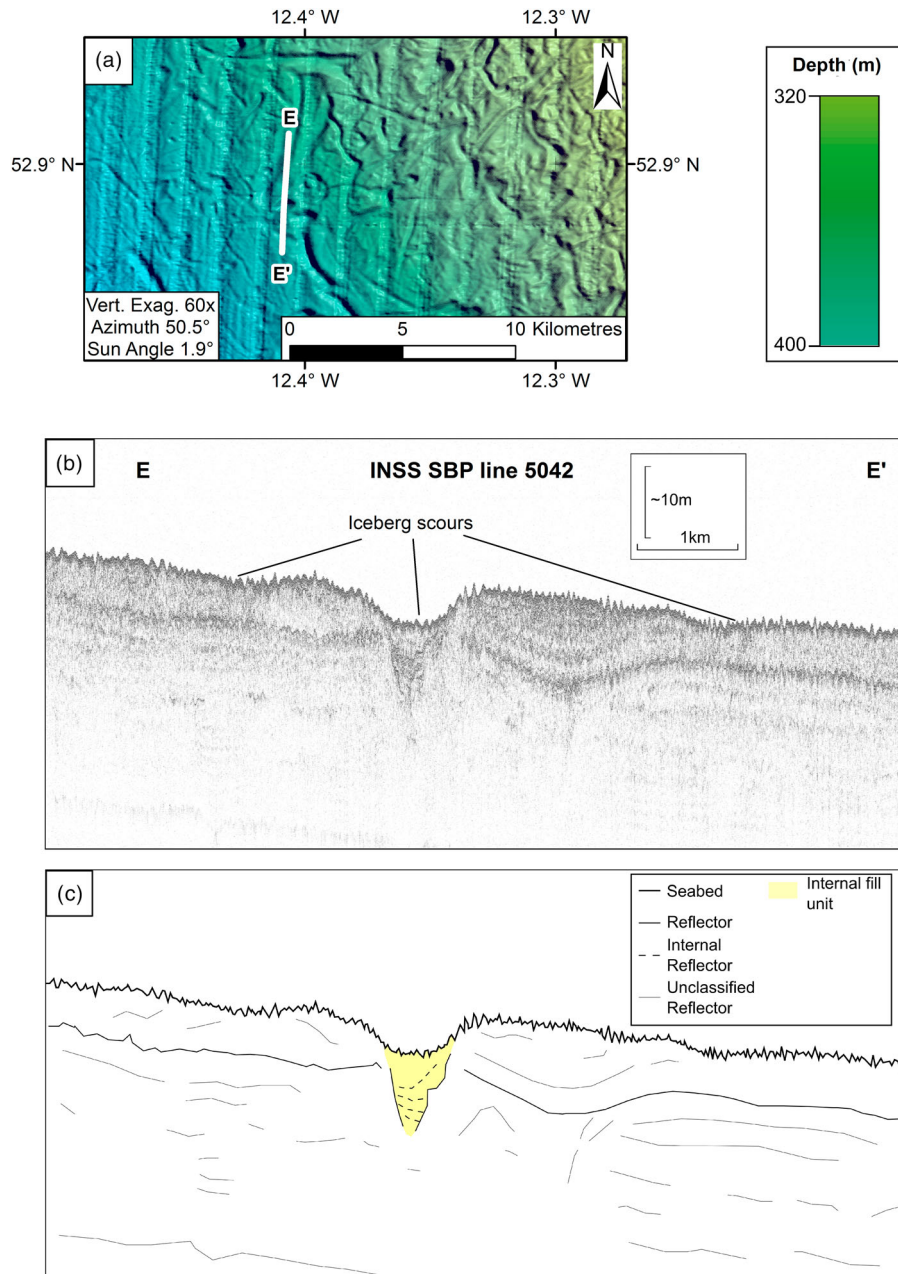 12.4° W
12.3° W
(a)
N
Depth (m)
320
400
E
E'
52.9° N
52.9° N
Vert. Exag. 60x
Azimuth 50.5°
Sun Angle 1.9°
0 5 10 Kilometres
12.4° W
12.3° W
(b)
E
INSS SBP line 5042
E'
~10m
1km
Iceberg scours
(c)
Seabed
Reflector
Internal
Reflector
Unclassified
Reflector
Internal fill
unit